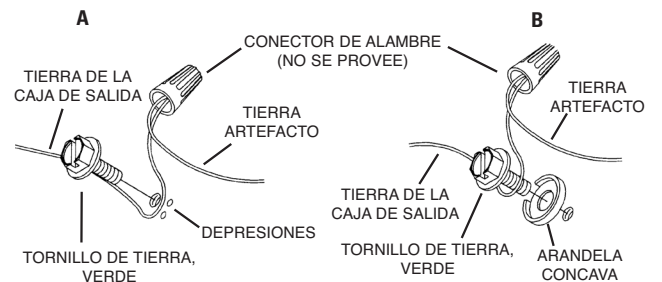 A
B
CONECTOR DE ALAMBRE
(NO SE PROVEE)
TIERRA DE LA
CAJA DE SALIDA
TIERRA
ARTEFACTO
TIERRA
ARTEFACTO
TIERRA DE LA
CAJA DE SALIDA
DEPRESIONES
TORNILLO DE TIERRA,
VERDE
TORNILLO DE TIERRA,
VERDE
ARANDELA
CONCAVA